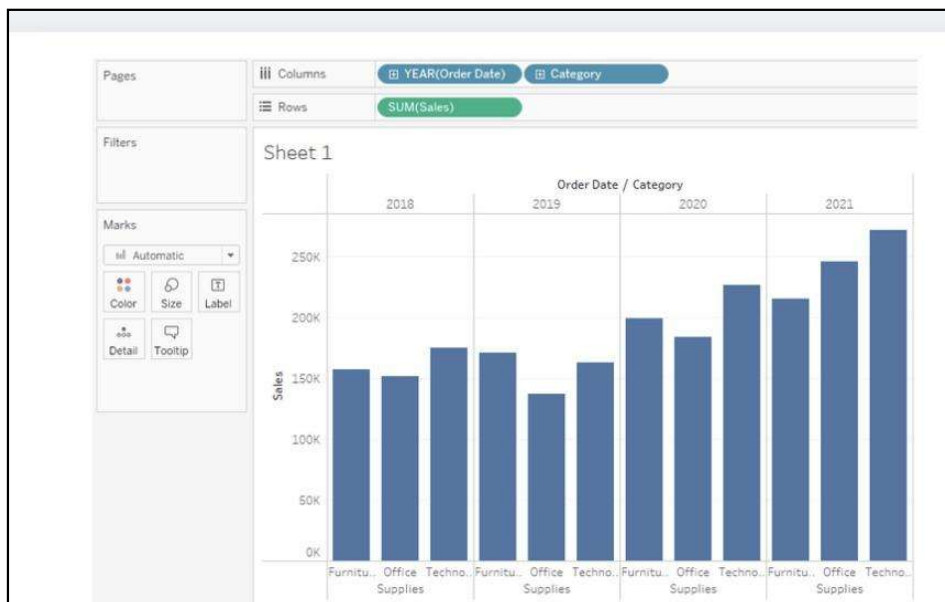 Pages
Columns
YEAR(Order Date)
Category
Rows
SUM(Sales)
Filters
Marks
Automatic
Color
Size
Label
Detail
Tooltip
Sheet 1
Order Date / Category
2018
2019
2020
2021
Sales
250K
200K
150K
100K
50K
0K
Furnitu.. Office Techno.. Furnitu.. Office Techno.. Furnitu.. Office Techno.. Furnitu.. Office Techno..
Supplies Supplies Supplies Supplies